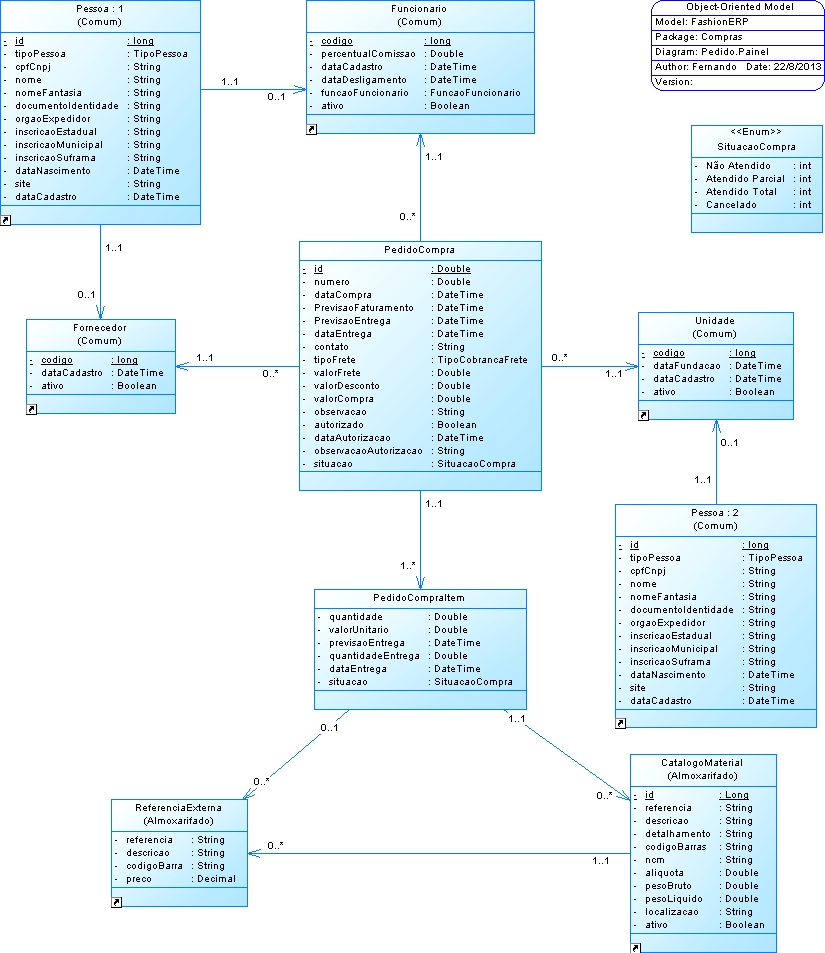 Pessoa : 1
(Comum)
- id : long
- tipoPessoa : TipoPessoa
- cpfCnpj : String
- nome : String
- nomeFantasia : String
- documentoIdentidade : String
- orgaoExpedidor : String
- inscricaoEstadual : String
- inscricaoMunicipal : String
- inscricaoSuframa : String
- dataNascimento : DateTime
- site : String
- dataCadastro : DateTime
1..1
0..1
Funcionario
(Comum)
- codigo : long
- percentualComissao : Double
- dataCadastro : DateTime
- dataDesligamento : DateTime
- funcaoFuncionario : FuncaoFuncionario
- ativo : Boolean
Object-Oriented Model
Model: FashionERP
Package: Compras
Diagram: Pedido.Painel
Author: Fernando Date: 22/8/2013
Version:
<<Enum>>
SituacaoCompra
- Não Atendido : int
- Atendido Parcial : int
- Atendido Total : int
- Cancelado : int
1..1
0..*
1..1
0..1
PedidoCompra
- id : Double
- numero : Double
- dataCompra : DateTime
- PrevisaoFaturamento : DateTime
- PrevisaoEntrega : DateTime
- dataEntrega : DateTime
- contato : String
- tipoFrete : TipoCobrancaFrete
- valorFrete : Double
- valorDesconto : Double
- valorCompra : Double
- observacao : String
- autorizado : Boolean
- dataAutorizacao : DateTime
- observacaoAutorizacao : String
- situacao : SituacaoCompra
Fornecedor
(Comum)
- codigo : long
- dataCadastro : DateTime
- ativo : Boolean
1..1
0..*
0..*
1..1
Unidade
(Comum)
- codigo : long
- dataFundacao : DateTime
- dataCadastro : DateTime
- ativo : Boolean
0..1
1..1
Pessoa : 2
(Comum)
- id : long
- tipoPessoa : TipoPessoa
- cpfCnpj : String
- nome : String
- nomeFantasia : String
- documentoIdentidade : String
- orgaoExpedidor : String
- inscricaoEstadual : String
- inscricaoMunicipal : String
- inscricaoSuframa : String
- dataNascimento : DateTime
- site : String
- dataCadastro : DateTime
1..1
1..*
PedidoCompraItem
- quantidade : Double
- valorUnitario : Double
- previsaoEntrega : DateTime
- quantidadeEntrega : Double
- dataEntrega : DateTime
- situacao : SituacaoCompra
0..1
1..1
0..*
0..*
ReferenciaExterna
(Almoxarifado)
- referencia : String
- descricao : String
- codigoBarra : String
- preco : Decimal
0..*
1..1
CatalogoMaterial
(Almoxarifado)
- id : Long
- referencia : String
- descricao : String
- detalhamento : String
- codigoBarras : String
- ncm : String
- aliquota : Double
- pesoBruto : Double
- pesoLiquido : Double
- localizacao : String
- ativo : Boolean